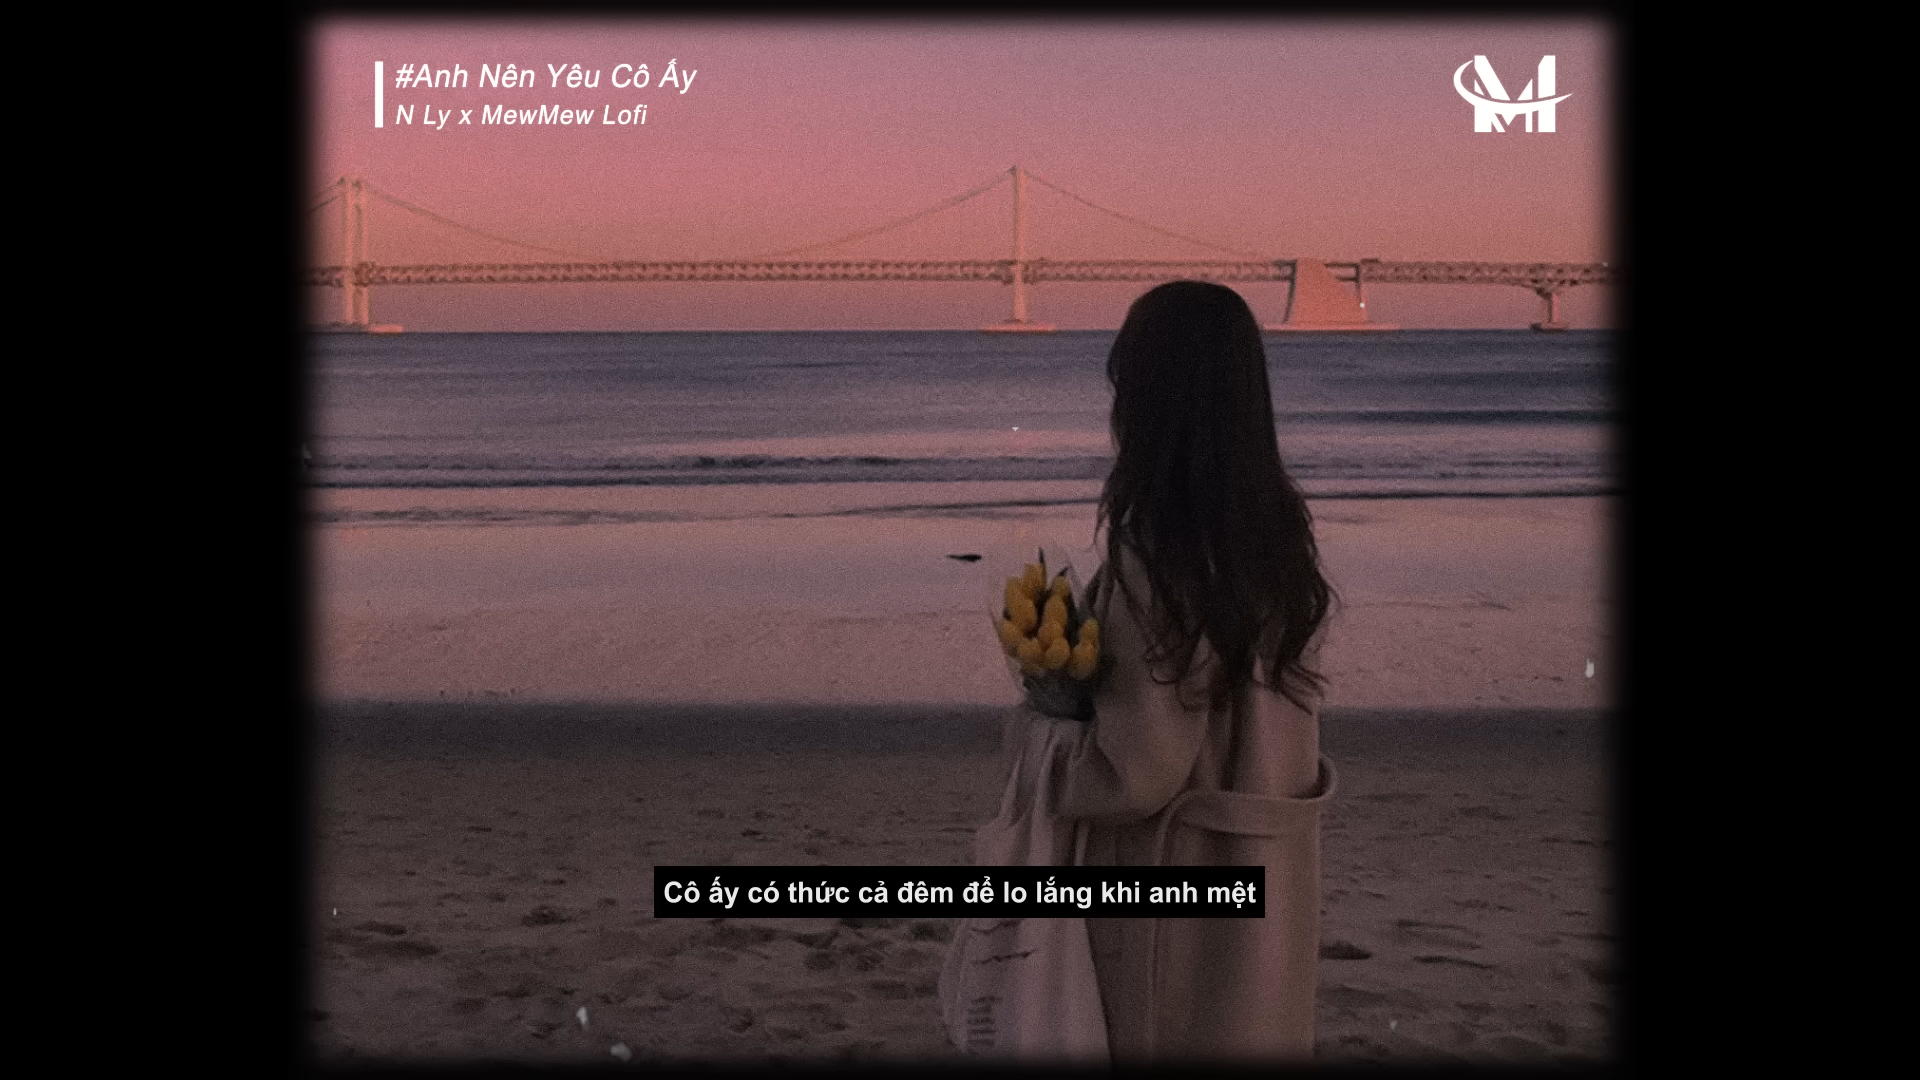 #Anh Nên Yêu Cô Ấy
N Ly x MewMew Lofi
M
Cô ấy có thức cả đêm để lo lắng khi anh mệt